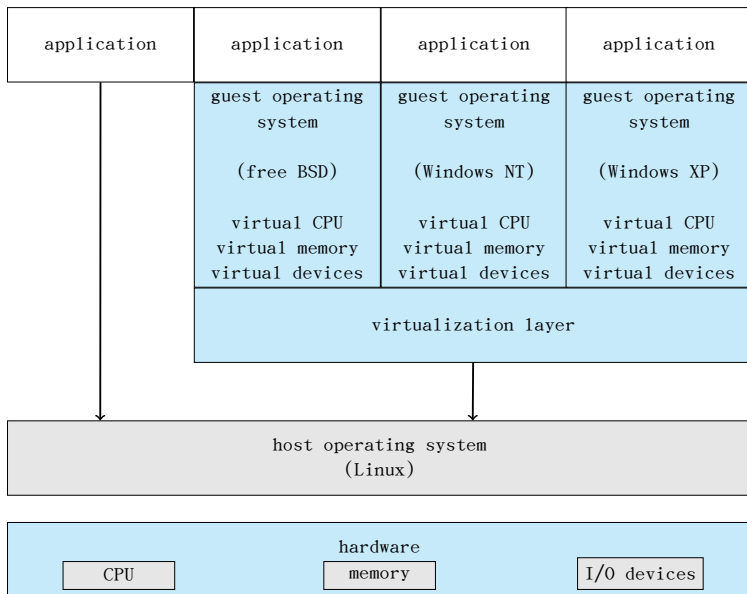 application application application application
guest operating guest operating guest operating
system system system
(free BSD) (Windows NT) (Windows XP)
virtual CPU virtual CPU virtual CPU
virtual memory virtual memory virtual memory
virtual devices virtual devices virtual devices
virtualization layer
host operating system
(Linux)
hardware
CPU memory I/O devices